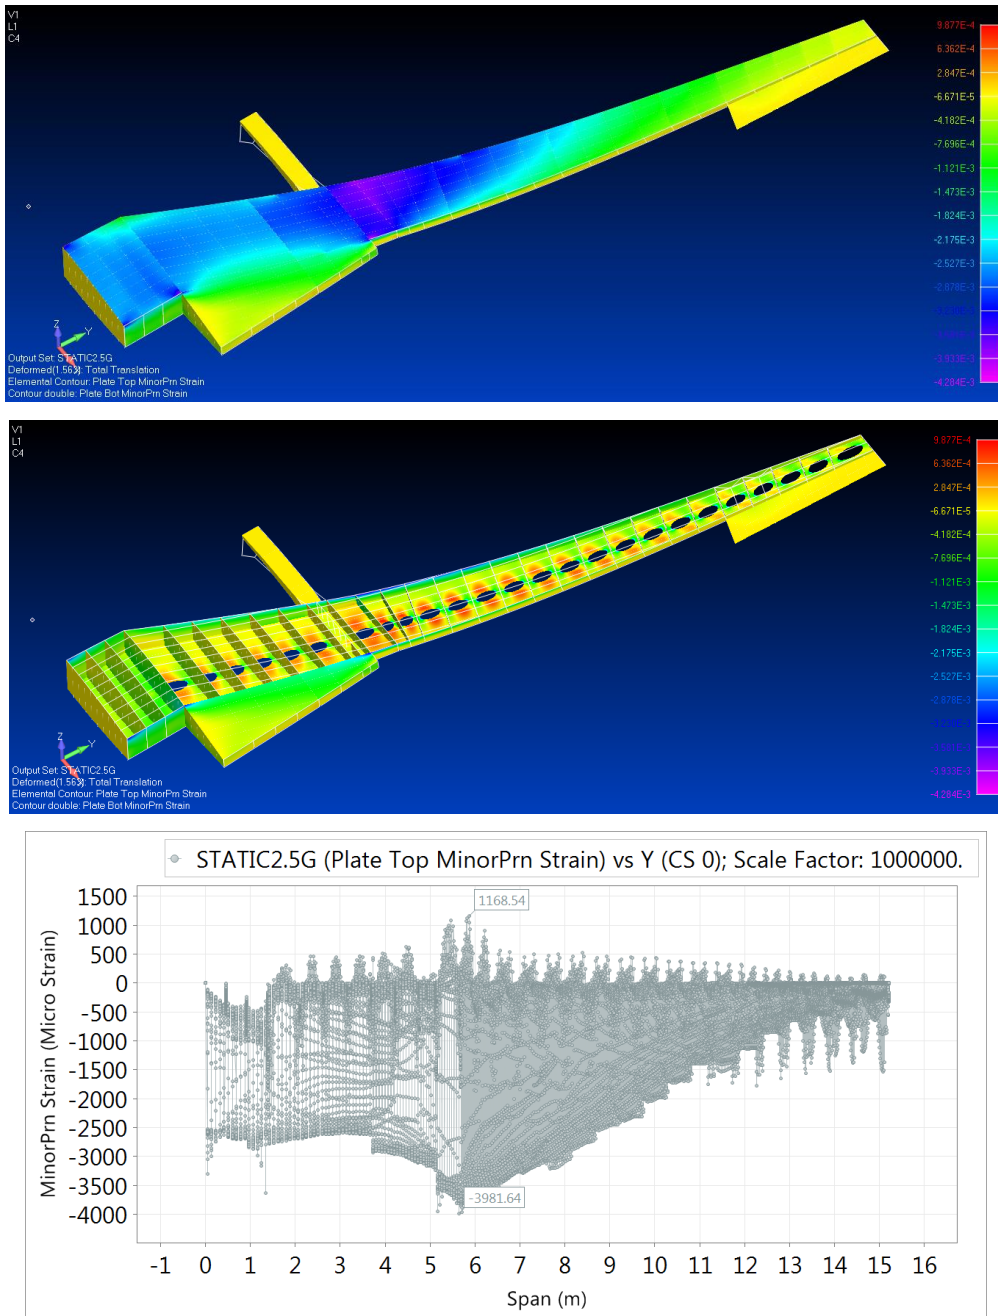 V1
L1
C4
9.877E-4
6.362E-4
2.847E-4
-6.671E-5
-4.182E-4
-7.696E-4
-1.121E-3
-1.473E-3
-1.824E-3
-2.175E-3
-2.527E-3
-2.878E-3
-3.933E-3
-4.284E-3
Z
Y
Output Set: STATIC2.5G
Deformed(1.563): Total Translation
Elemental Contour: Plate Top MinorPrn Strain
Contour double: Plate Bot MinorPrn Strain
V1
L1
C4
9.877E-4
6.362E-4
2.847E-4
-6.671E-5
-4.182E-4
-7.696E-4
-1.121E-3
-1.473E-3
-1.824E-3
-2.175E-3
-2.527E-3
-2.878E-3
-3.933E-3
-4.284E-3
Z
Y
Output Set: STATIC2.5G
Deformed(1.563): Total Translation
Elemental Contour: Plate Top MinorPrn Strain
Contour double: Plate Bot MinorPrn Strain
STATIC2.5G (Plate Top MinorPrn Strain) vs Y (CS 0); Scale Factor: 1000000.
MinorPrn Strain (Micro Strain)
1500
1000
500
0
-500
-1000
-1500
-2000
-2500
-3000
-3500
-4000
1168.54
-3981.64
-1 0 1 2 3 4 5 6 7 8 9 10 11 12 13 14 15 16
Span (m)